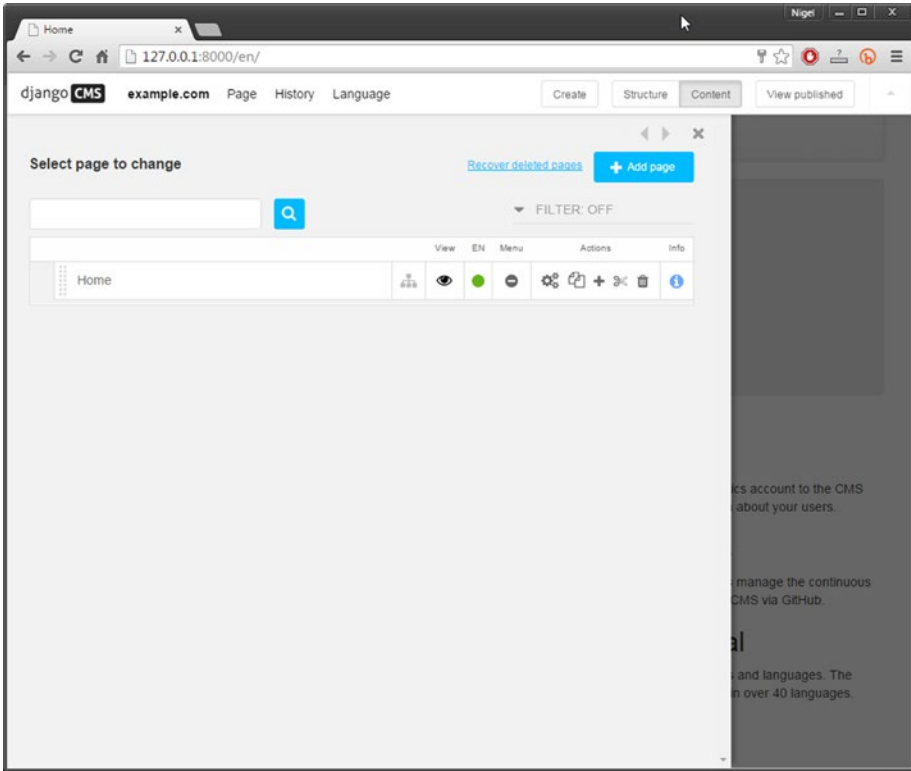 Nigel
Home
127.0.0.1:8000/en/
django CMS example.com Page History Language Create Structure Content View published
Select page to change Recover deleted pages Add page
FILTER: OFF
View EN Menu Actions Info
Home
ics account to the CMS
about your users.
manage the continuous
CMS via GitHub.
al
and languages. The
in over 40 languages.